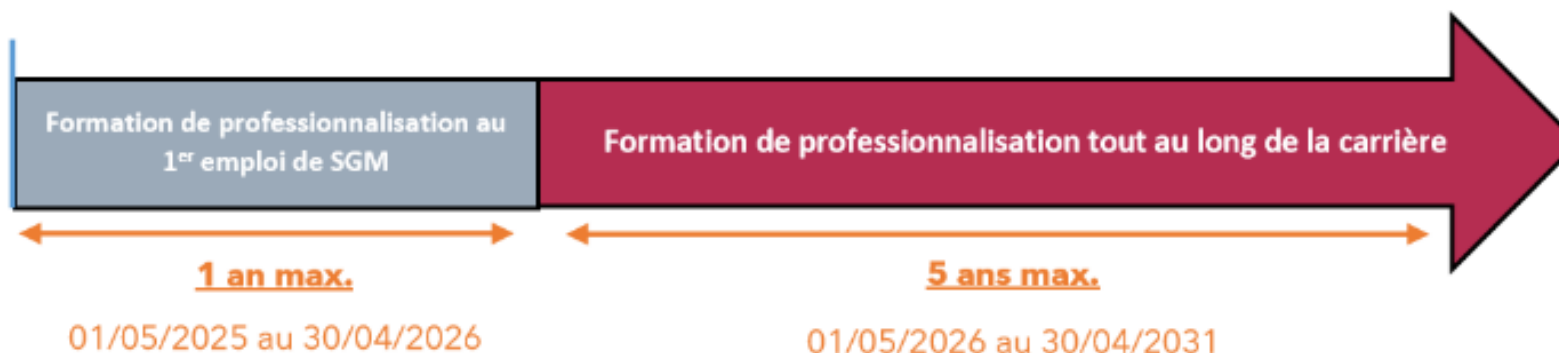 Formation de professionnalisation au
1er emploi de SGM
Formation de professionnalisation tout au long de la carrière
1 an max.
5 ans max.
01/05/2025 au 30/04/2026
01/05/2026 au 30/04/2031